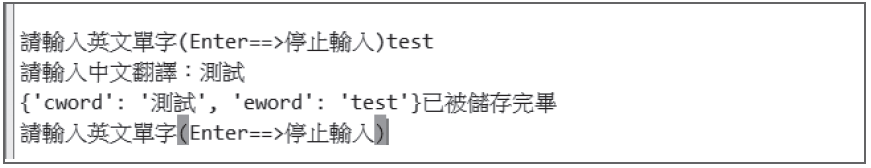 請輸入英文單字(Enter==>停止輸入)test
請輸入中文翻譯：測試
{'cword': '測試', 'eword': 'test'}已被儲存完畢
請輸入英文單字(Enter==>停止輸入)